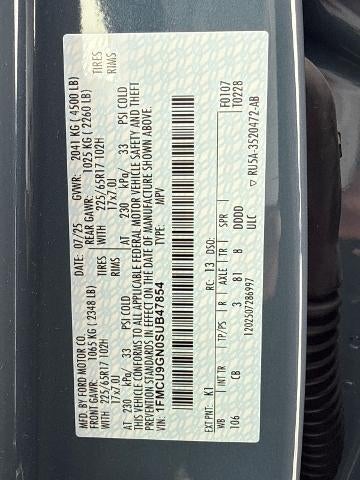 MFD. BY FORD MOTOR CO.
07/25 GVWR: 2041 KG ( 4500 LB)
FRONT GAWR: 1065 KG ( 2348 LB) REAR GAWR: 1025 KG ( 2260 LB)
WITH 225/65R17 102H TIRES WITH 225/65R17 102H TIRES
17x7.0J RIMS 17x7.0J RIMS
AT 230 kPa/ 33 PSI COLD AT 230 kPa/ 33 PSI COLD
THIS VEHICLE CONFORMS TO ALL APPLICABLE FEDERAL MOTOR VEHICLE SAFETY AND THEFT
PREVENTION STANDARDS IN EFFECT ON THE DATE OF MANUFACTURE SHOWN ABOVE.
VIN: 1FMCU9GN0SUB47854 TYPE: MPV
F0107
T0228
EXT PNT: K1 RC: 13 DSO:
WB INT TR TP/PS R AXLE TR SPR
106 CB 3 81 8 DDDD
ULC
1202507286997 ▽ RU5A-3520472-AB